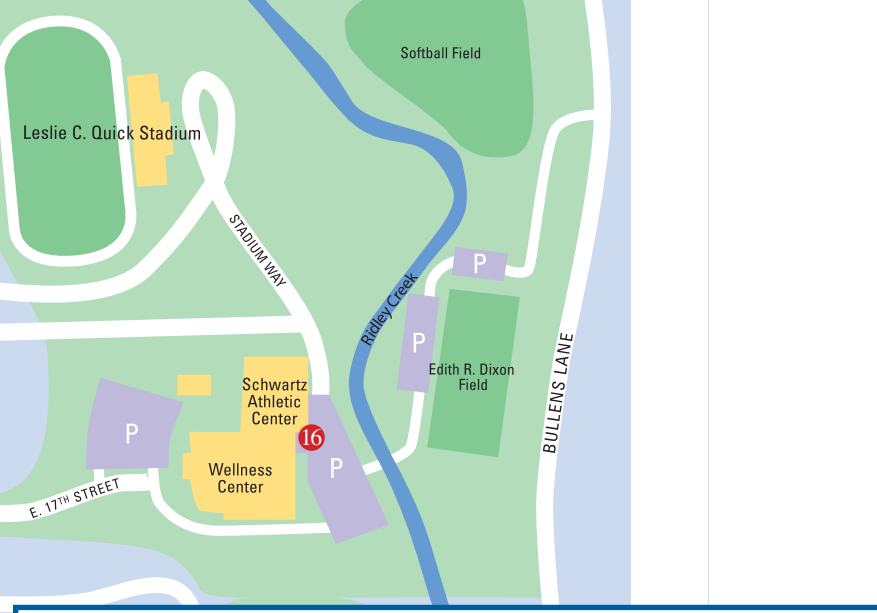 Softball Field
Leslie C. Quick Stadium
STADIUM WAY
P
Ridley Creek
P
Edith R. Dixon
Field
BULLENS LANE
Schwartz
Athletic
Center
P
16
P
Wellness
Center
E. 17TH STREET